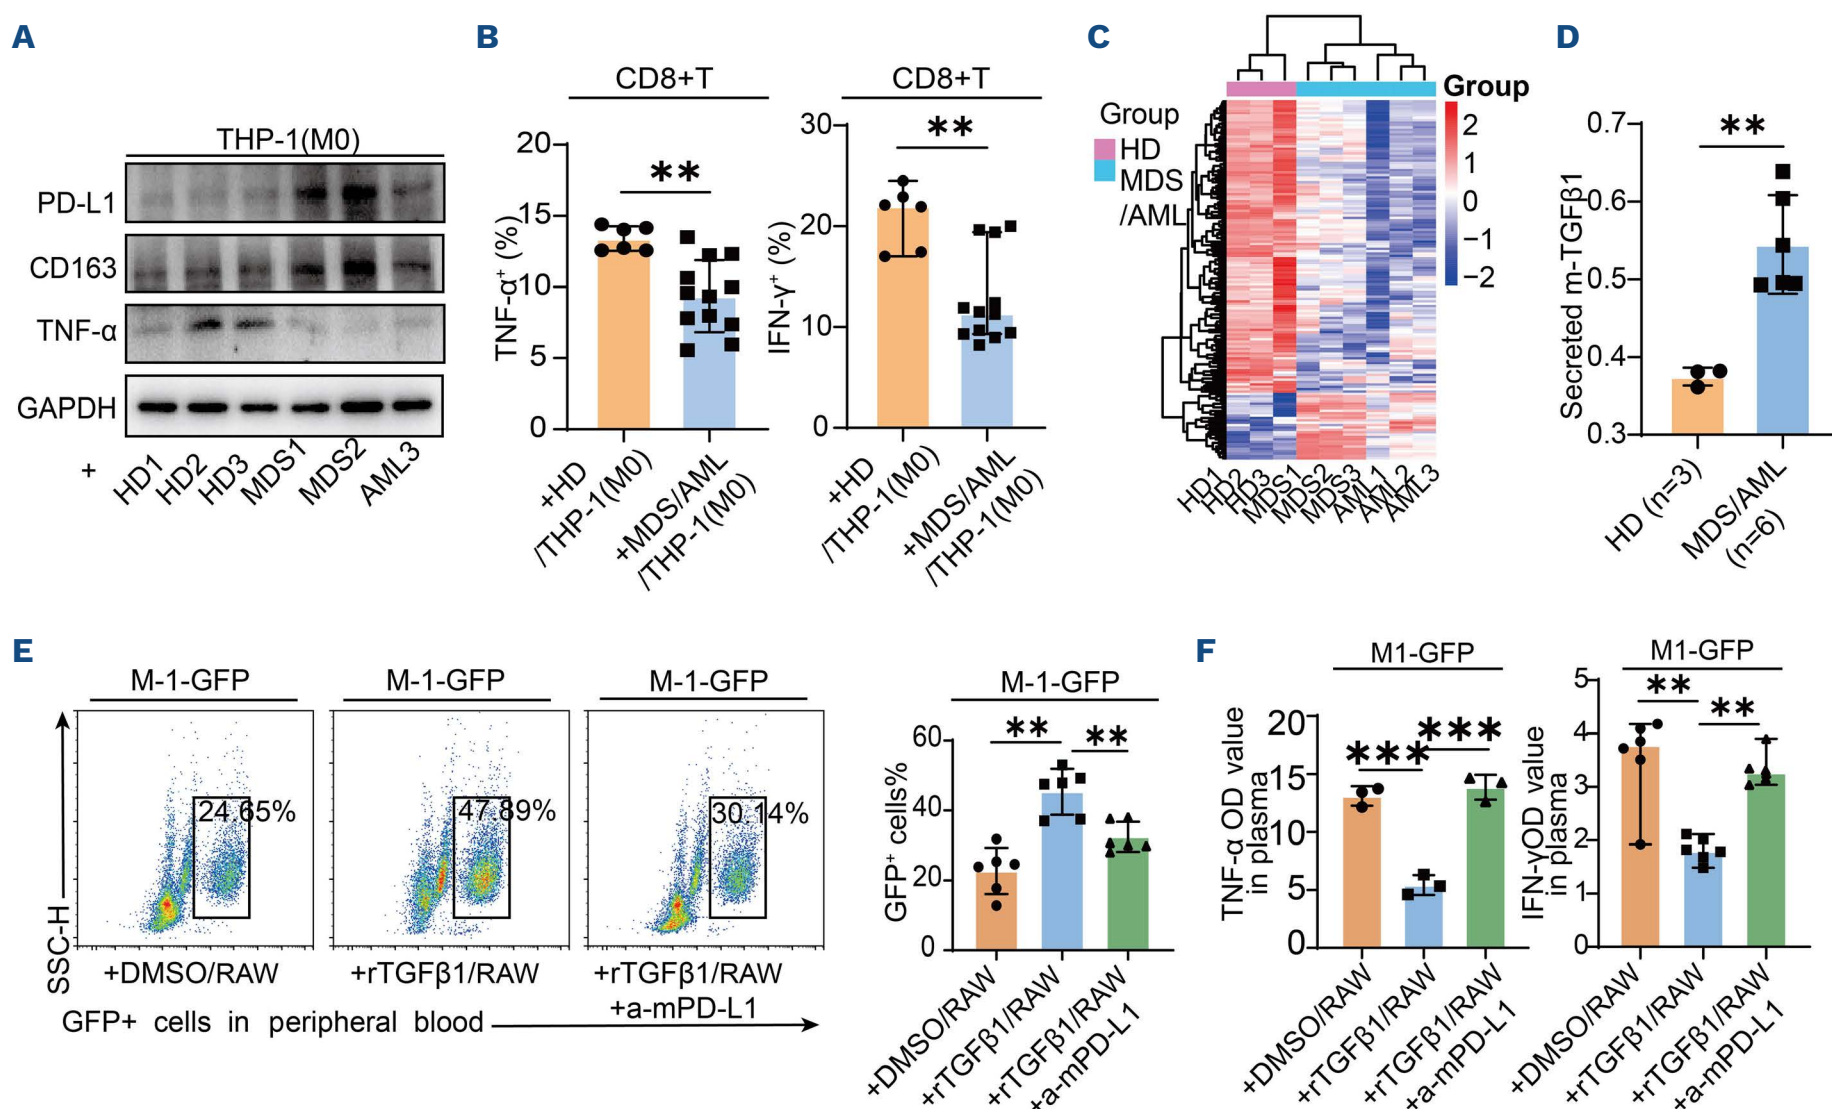 A
THP-1(M0)
PD-L1
CD163
TNF-α
GAPDH
+
HD1
HD2
HD3
MDS1
MDS2
AML3
B
CD8+T
**
TNF-α⁺ (%)
20
15
10
5
0
+HD
/THP-1(M0)
+MDS/AML
/THP-1(M0)
CD8+T
**
IFN-γ⁺ (%)
30
20
10
0
+HD
/THP-1(M0)
+MDS/AML
/THP-1(M0)
C
Group
HD
MDS
/AML
Group
2
1
0
−1
−2
HD1
HD2
HD3
MDS1
MDS2
MDS3
AML1
AML2
AML3
D
**
Secreted m-TGFβ1
0.7
0.6
0.5
0.4
0.3
HD (n=3)
MDS/AML
(n=6)
E
M-1-GFP
M-1-GFP
M-1-GFP
24.65%
47.89%
30.14%
SSC-H
+DMSO/RAW
+rTGFβ1/RAW
+rTGFβ1/RAW
+a-mPD-L1
GFP+ cells in peripheral blood
M-1-GFP
**
**
GFP⁺ cells%
60
40
20
0
+DMSO/RAW
+rTGFβ1/RAW
+rTGFβ1/RAW
+a-mPD-L1
F
M1-GFP
***
***
TNF-α OD value
in plasma
20
15
10
5
0
+DMSO/RAW
+rTGFβ1/RAW
+rTGFβ1/RAW
+a-mPD-L1
M1-GFP
**
**
IFN-γOD value
in plasma
5
4
3
2
1
0
+DMSO/RAW
+rTGFβ1/RAW
+rTGFβ1/RAW
+a-mPD-L1